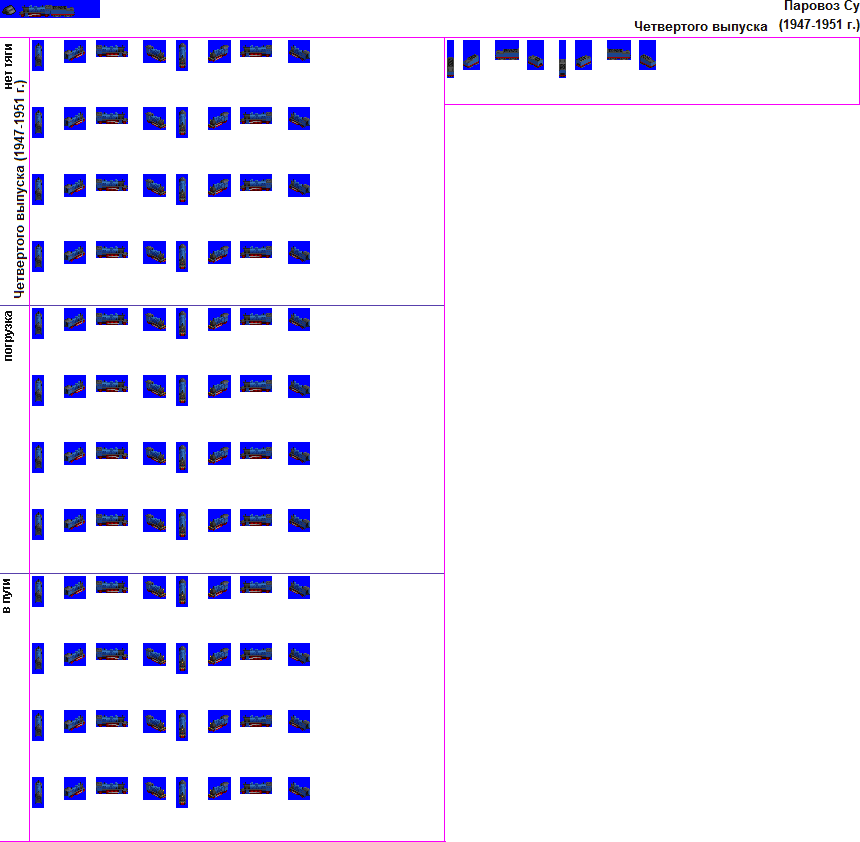 Паровоз Су
Четвертого выпуска (1947-1951 г.)
нет тяги
Четвертого выпуска (1947-1951 г.)
погрузка
в пути